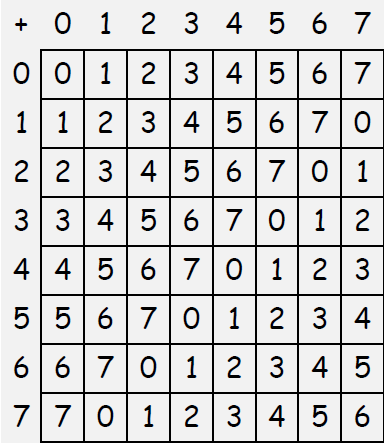 + 0 1 2 3 4 5 6 7
0 0 1 2 3 4 5 6 7
1 1 2 3 4 5 6 7 0
2 2 3 4 5 6 7 0 1
3 3 4 5 6 7 0 1 2
4 4 5 6 7 0 1 2 3
5 5 6 7 0 1 2 3 4
6 6 7 0 1 2 3 4 5
7 7 0 1 2 3 4 5 6